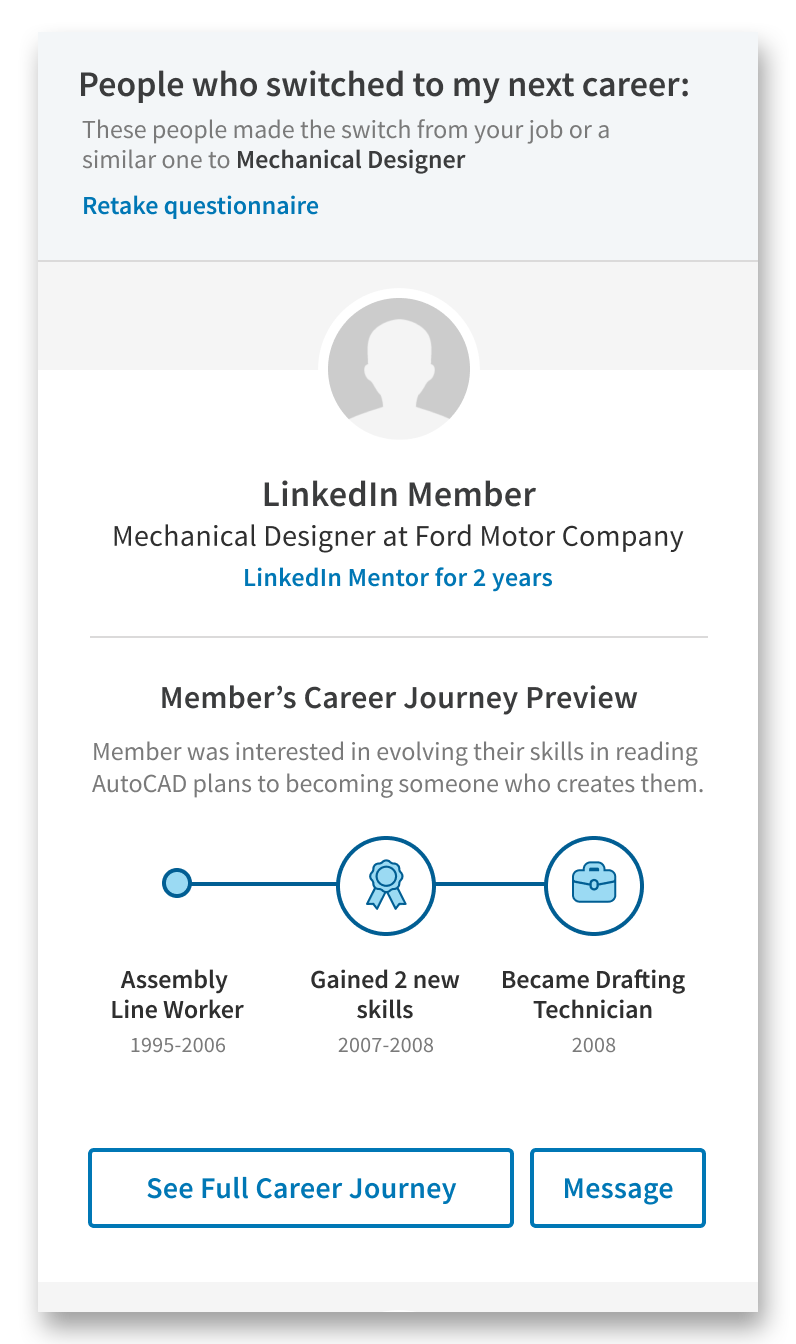 People who switched to my next career:
These people made the switch from your job or a
similar one to Mechanical Designer
Retake questionnaire
LinkedIn Member
Mechanical Designer at Ford Motor Company
LinkedIn Mentor for 2 years
Member’s Career Journey Preview
Member was interested in evolving their skills in reading
AutoCAD plans to becoming someone who creates them.
Assembly
Line Worker
1995-2006
Gained 2 new
skills
2007-2008
Became Drafting
Technician
2008
See Full Career Journey
Message